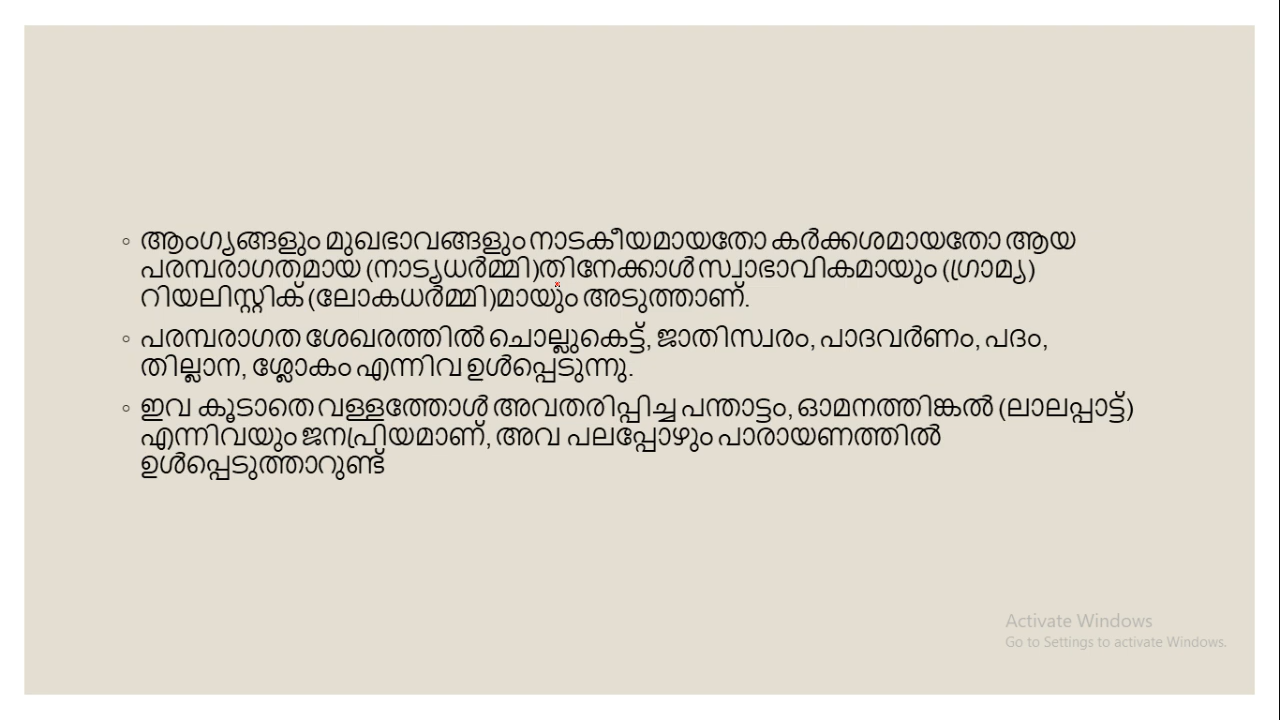 ◦ ആംഗ്യങ്ങളും മുഖഭാവങ്ങളും നാടകീയമായതോ കർക്കശമായതോ ആയ
പരമ്പരാഗതമായ (നാട്യധർമ്മി)തിനേക്കാൾ സ്വാഭാവികമായും (ഗ്രാമ്യ)
റിയലിസ്റ്റിക് (ലോകധർമ്മി)മായും അടുത്താണ്.
◦ പരമ്പരാഗത ശേഖരത്തിൽ ചൊല്ലുകെട്ട്, ജാതിസ്വരം, പാദവർണം, പദം,
തില്ലാന, ശ്ലോകം എന്നിവ ഉൾപ്പെടുന്നു.
◦ ഇവ കൂടാതെ വള്ളത്തോൾ അവതരിപ്പിച്ച പന്താട്ടം, ഓമനത്തിങ്കൽ (ലാലപ്പാട്ട്)
എന്നിവയും ജനപ്രിയമാണ്, അവ പലപ്പോഴും പാരായണത്തിൽ
ഉൾപ്പെടുത്താറുണ്ട്
Activate Windows
Go to Settings to activate Windows.